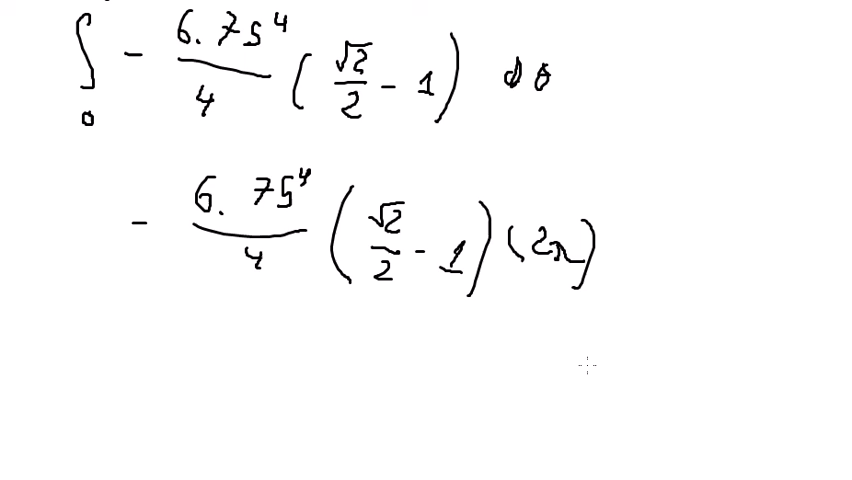 ∫₀ - 6.75⁴/4 (√2/2 - 1) dθ
- 6.75⁴/4 (√2/2 - 1) (2π)